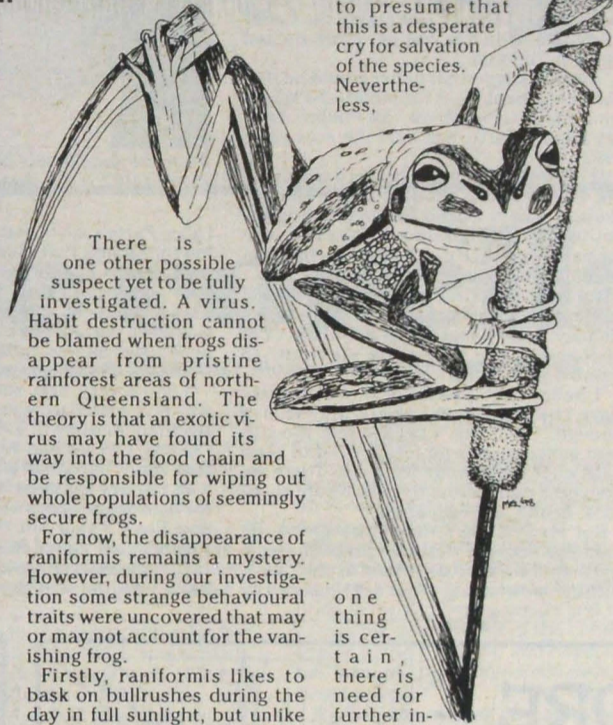 There is
one other possible
suspect yet to be fully
investigated. A virus.
Habit destruction cannot
be blamed when frogs dis-
appear from pristine
rainforest areas of north-
ern Queensland. The
theory is that an exotic vi-
rus may have found its
way into the food chain and
be responsible for wiping out
whole populations of seemingly
secure frogs.
For now, the disappearance of
raniformis remains a mystery.
However, during our investiga-
tion some strange behavioural
traits were uncovered that may
or may not account for the van-
ishing frog.
Firstly, raniformis likes to
bask on bullrushes during the
day in full sunlight, but unlike
to presume that
this is a desperate
cry for salvation
of the species.
Neverthe-
less,
one
thing
is cer-
tain,
there is
need for
further in-